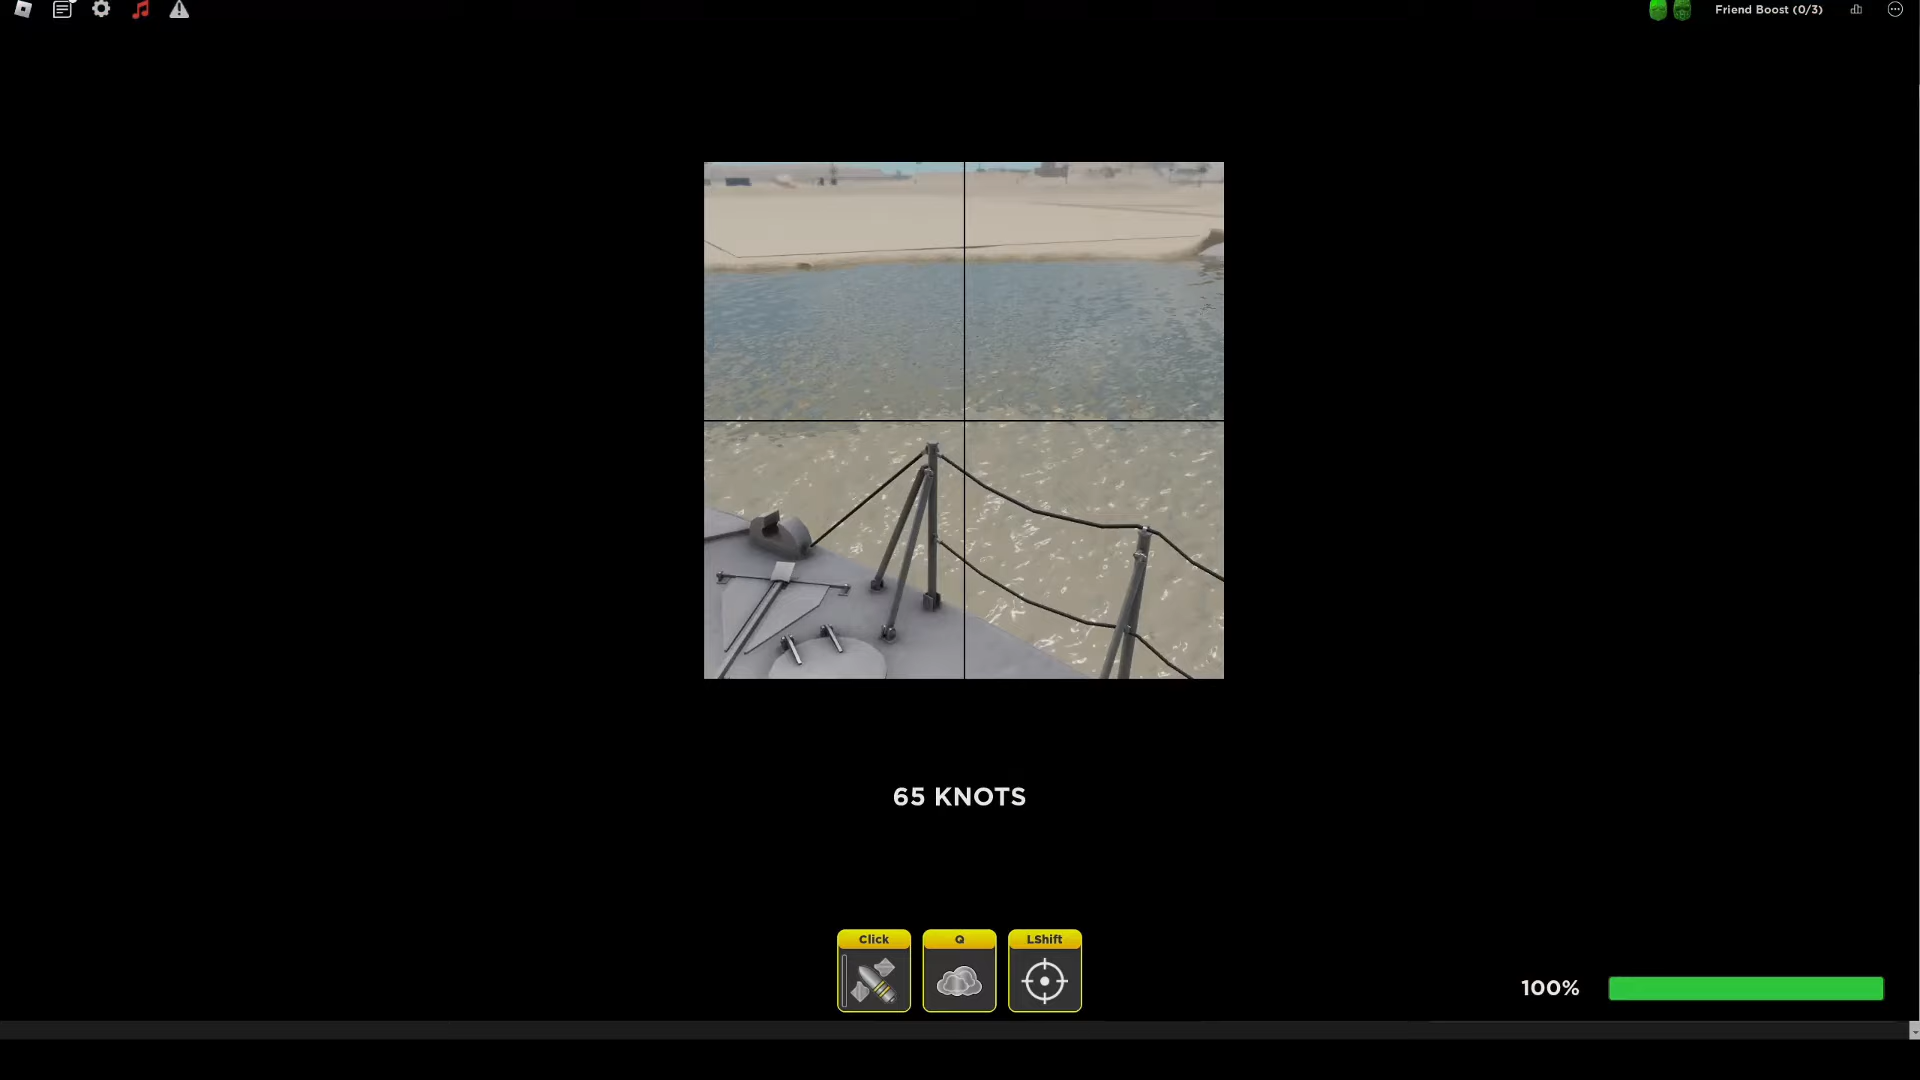 Friend Boost (0/3)
65 KNOTS
Click
Q
LShift
100%